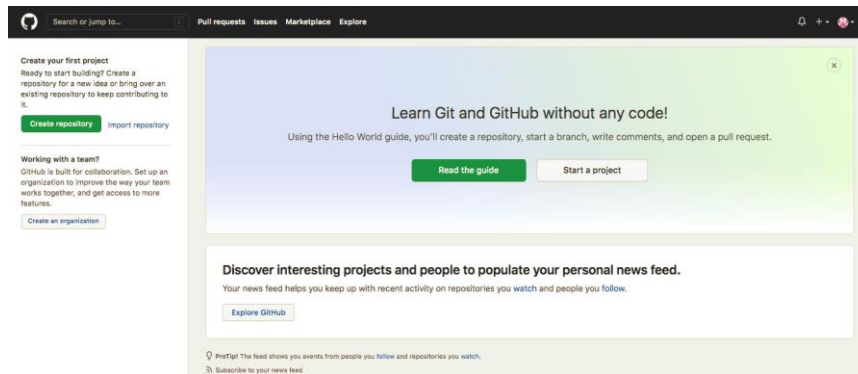 Search or jump to... /
Pull requests Issues Marketplace Explore
Create your first project
Ready to start building? Create a
repository for a new idea or bring over an
existing repository to keep contributing to
it.
Create repository Import repository
Working with a team?
GitHub is built for collaboration. Set up an
organization to improve the way your team
works together, and get access to more
features.
Create an organization
Learn Git and GitHub without any code!
Using the Hello World guide, you'll create a repository, start a branch, write comments, and open a pull request.
Read the guide Start a project
Discover interesting projects and people to populate your personal news feed.
Your news feed helps you keep up with recent activity on repositories you watch and people you follow.
Explore GitHub
ProTip! The feed shows you events from people you follow and repositories you watch.
Subscribe to your news feed